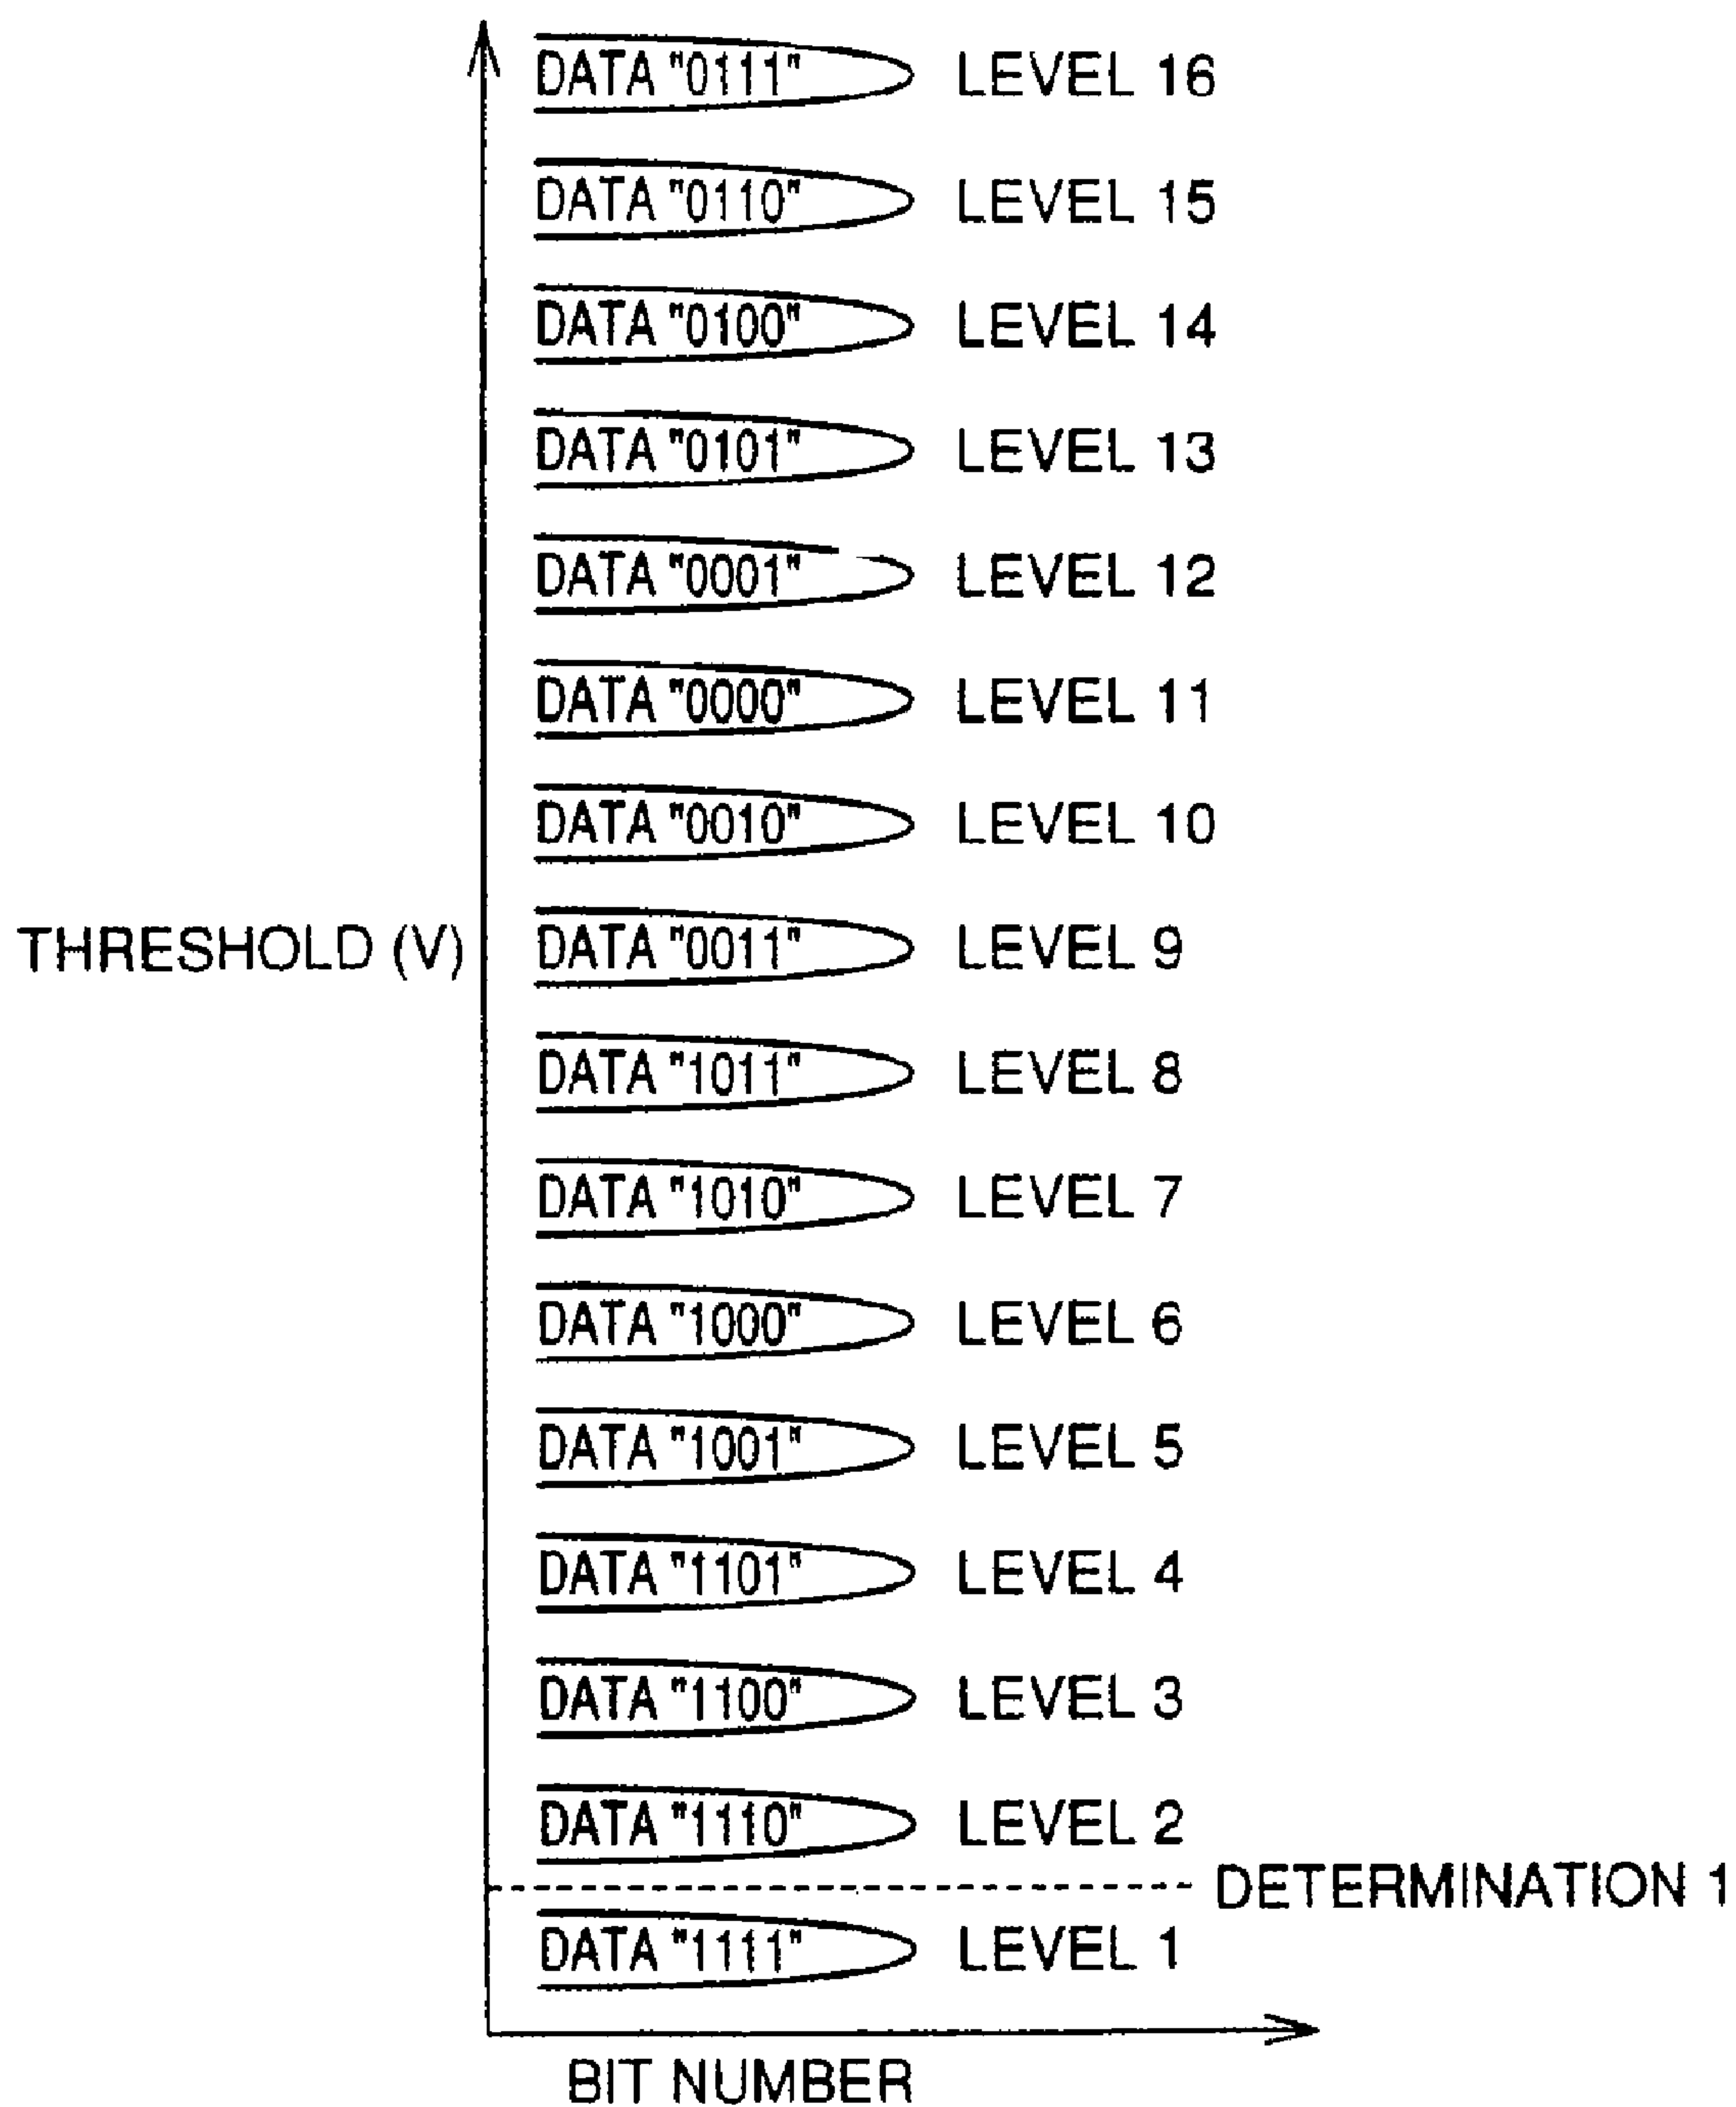 DATA "0111" LEVEL 16
DATA "0110" LEVEL 15
DATA "0100" LEVEL 14
DATA "0101" LEVEL 13
DATA "0001" LEVEL 12
DATA "0000" LEVEL 11
DATA "0010" LEVEL 10
THRESHOLD (V) DATA "0011" LEVEL 9
DATA "1011" LEVEL 8
DATA "1010" LEVEL 7
DATA "1000" LEVEL 6
DATA "1001" LEVEL 5
DATA "1101" LEVEL 4
DATA "1100" LEVEL 3
DATA "1110" LEVEL 2
DETERMINATION 1
DATA "1111" LEVEL 1
BIT NUMBER